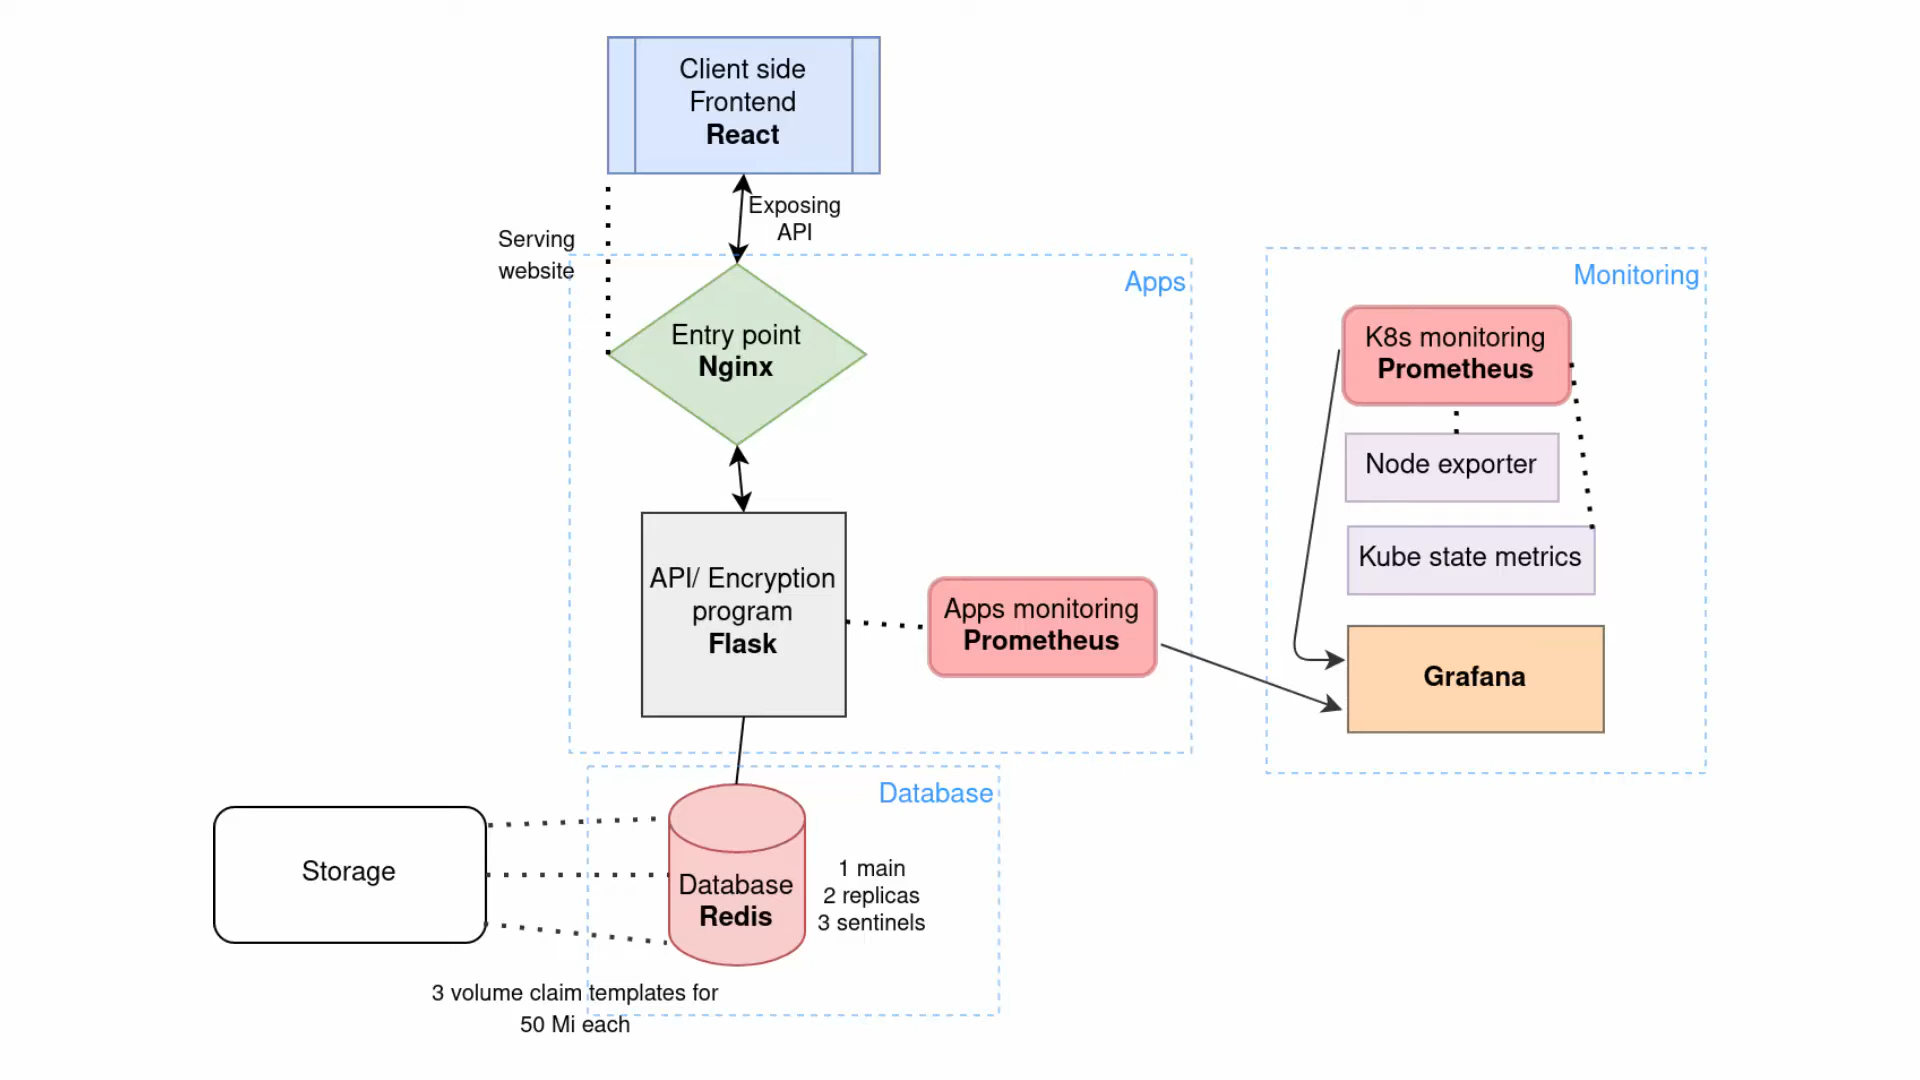 Client side
Frontend
React
Exposing
API
Serving
website
Apps
Monitoring
Entry point
Nginx
K8s monitoring
Prometheus
Node exporter
Kube state metrics
API/ Encryption
program
Flask
Apps monitoring
Prometheus
Grafana
Database
Storage
Database
Redis
1 main
2 replicas
3 sentinels
3 volume claim templates for
50 Mi each